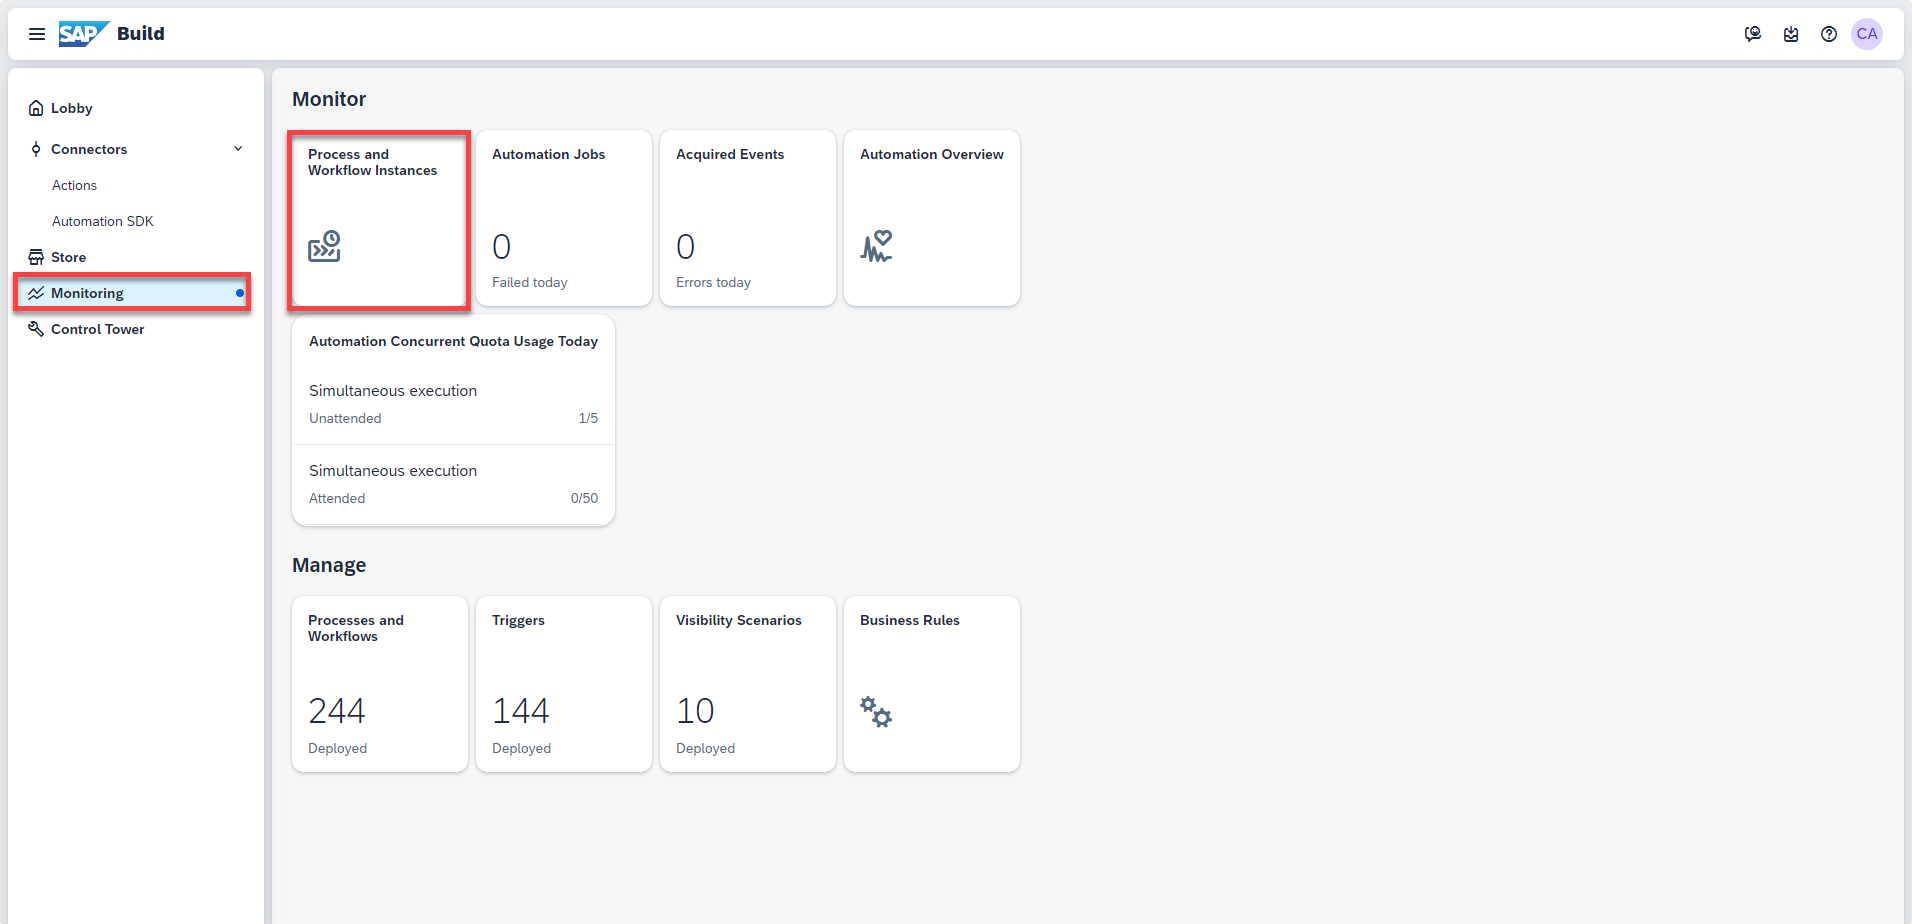 SAP Build
CA
Lobby
Connectors
Actions
Automation SDK
Store
Monitoring
Control Tower
Monitor
Process and
Workflow Instances
Automation Jobs
0
Failed today
Acquired Events
0
Errors today
Automation Overview
Automation Concurrent Quota Usage Today
Simultaneous execution
Unattended 1/5
Simultaneous execution
Attended 0/50
Manage
Processes and
Workflows
244
Deployed
Triggers
144
Deployed
Visibility Scenarios
10
Deployed
Business Rules